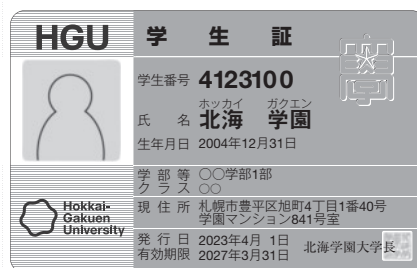 HGU 学生証
学生番号 4123100
ホッカイ ガクエン
氏名 北海 学園
生年月日 2004年12月31日
学部等 ○○学部1部
クラス ○○
現住所 札幌市豊平区旭町4丁目1番40号
学園マンション841号室
Hokkai-
Gakuen
University
発行日 2023年4月 1日
有効期限 2027年3月31日
北海学園大学長